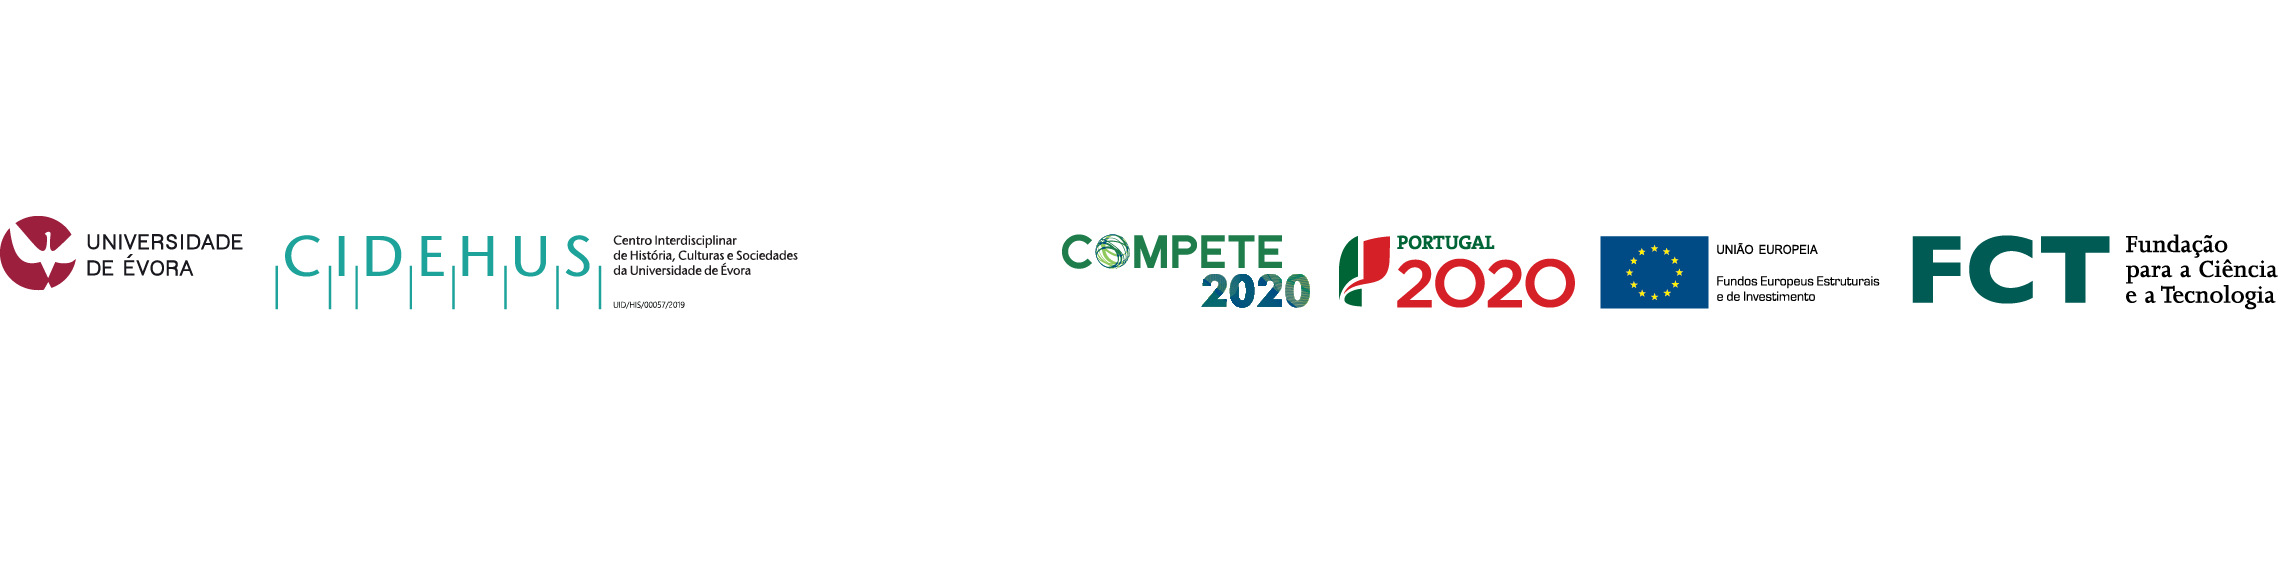 UNIVERSIDADE
DE ÉVORA
CIDEHUS
Centro Interdisciplinar
de História, Culturas e Sociedades
da Universidade de Évora
UID/HIS/00057/2019
COMPETE
2020
PORTUGAL
2020
UNIÃO EUROPEIA
Fundos Europeus Estruturais
e de Investimento
FCT
Fundação
para a Ciência
e a Tecnologia